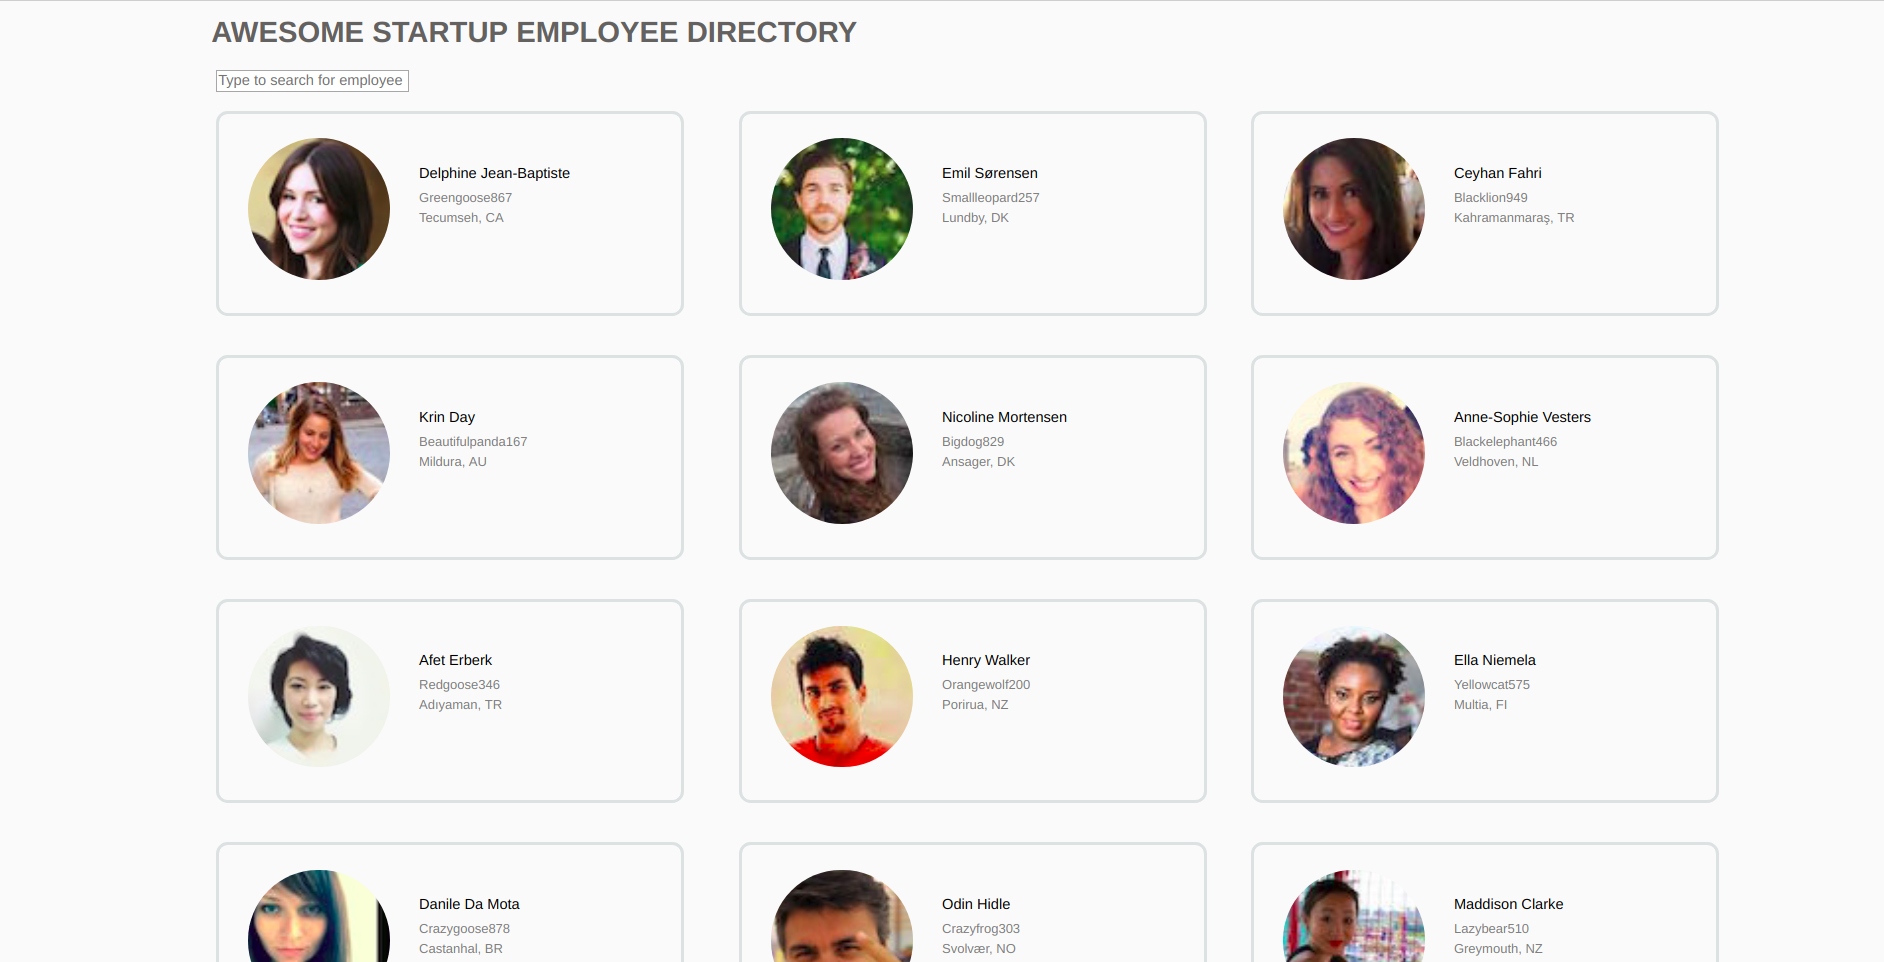 AWESOME STARTUP EMPLOYEE DIRECTORY
Type to search for employee
Delphine Jean-Baptiste
Greengoose867
Tecumseh, CA
Emil Sørensen
Smallleopard257
Lundby, DK
Ceyhan Fahri
Blacklion949
Kahramanmaraş, TR
Krin Day
Beautifulpanda167
Mildura, AU
Nicoline Mortensen
Bigdog829
Ansager, DK
Anne-Sophie Vesters
Blackelephant466
Veldhoven, NL
Afet Erberk
Redgoose346
Adıyaman, TR
Henry Walker
Orangewolf200
Porirua, NZ
Ella Niemela
Yellowcat575
Multia, FI
Danile Da Mota
Crazygoose878
Castanhal, BR
Odin Hidle
Crazyfrog303
Svolvær, NO
Maddison Clarke
Lazybear510
Greymouth, NZ